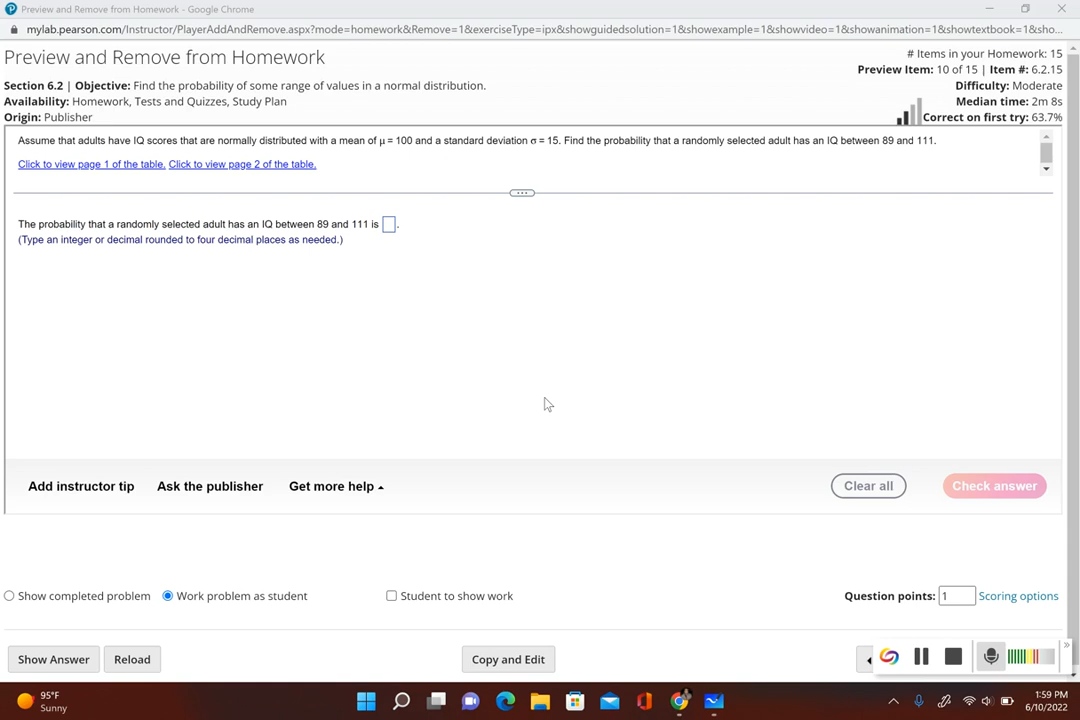 Preview and Remove from Homework - Google Chrome
mylab.pearson.com/Instructor/PlayerAddAndRemove.aspx?mode=homework&Remove=1&exerciseType=ipx&showguidedsolution=1&showexample=1&showvideo=1&showanimation=1&showtextbook=1&sho...
Preview and Remove from Homework
# Items in your Homework: 15
Preview Item: 10 of 15 | Item #: 6.2.15
Section 6.2 | Objective: Find the probability of some range of values in a normal distribution.
Difficulty: Moderate
Availability: Homework, Tests and Quizzes, Study Plan
Median time: 2m 8s
Origin: Publisher
Correct on first try: 63.7%
Assume that adults have IQ scores that are normally distributed with a mean of μ = 100 and a standard deviation σ = 15. Find the probability that a randomly selected adult has an IQ between 89 and 111.
Click to view page 1 of the table. Click to view page 2 of the table.
The probability that a randomly selected adult has an IQ between 89 and 111 is .
(Type an integer or decimal rounded to four decimal places as needed.)
Add instructor tip Ask the publisher Get more help
Clear all Check answer
Show completed problem Work problem as student Student to show work
Question points: 1 Scoring options
Show Answer Reload Copy and Edit
95°F
Sunny
1:59 PM
6/10/2022